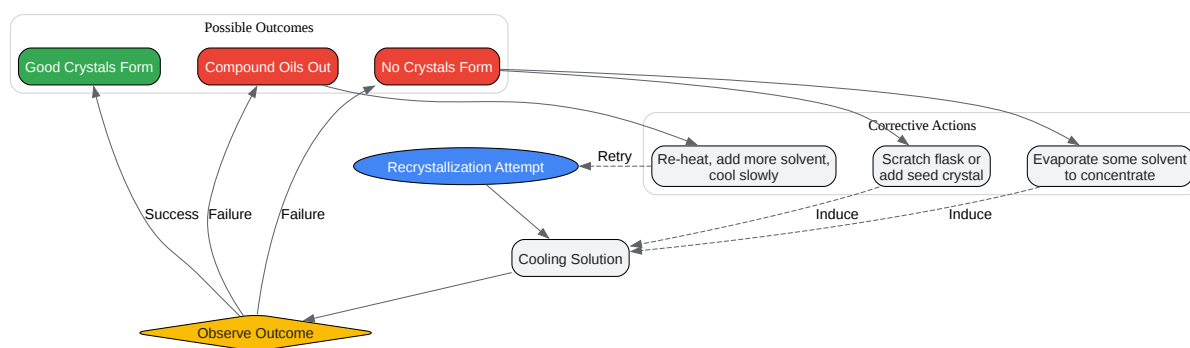 Possible Outcomes
Good Crystals Form
Compound Oils Out
No Crystals Form
Corrective Actions
Recrystallization Attempt
Retry
Re-heat, add more solvent,
cool slowly
Scratch flask or
add seed crystal
Evaporate some solvent
to concentrate
Success
Failure
Failure
Induce
Induce
Cooling Solution
Observe Outcome